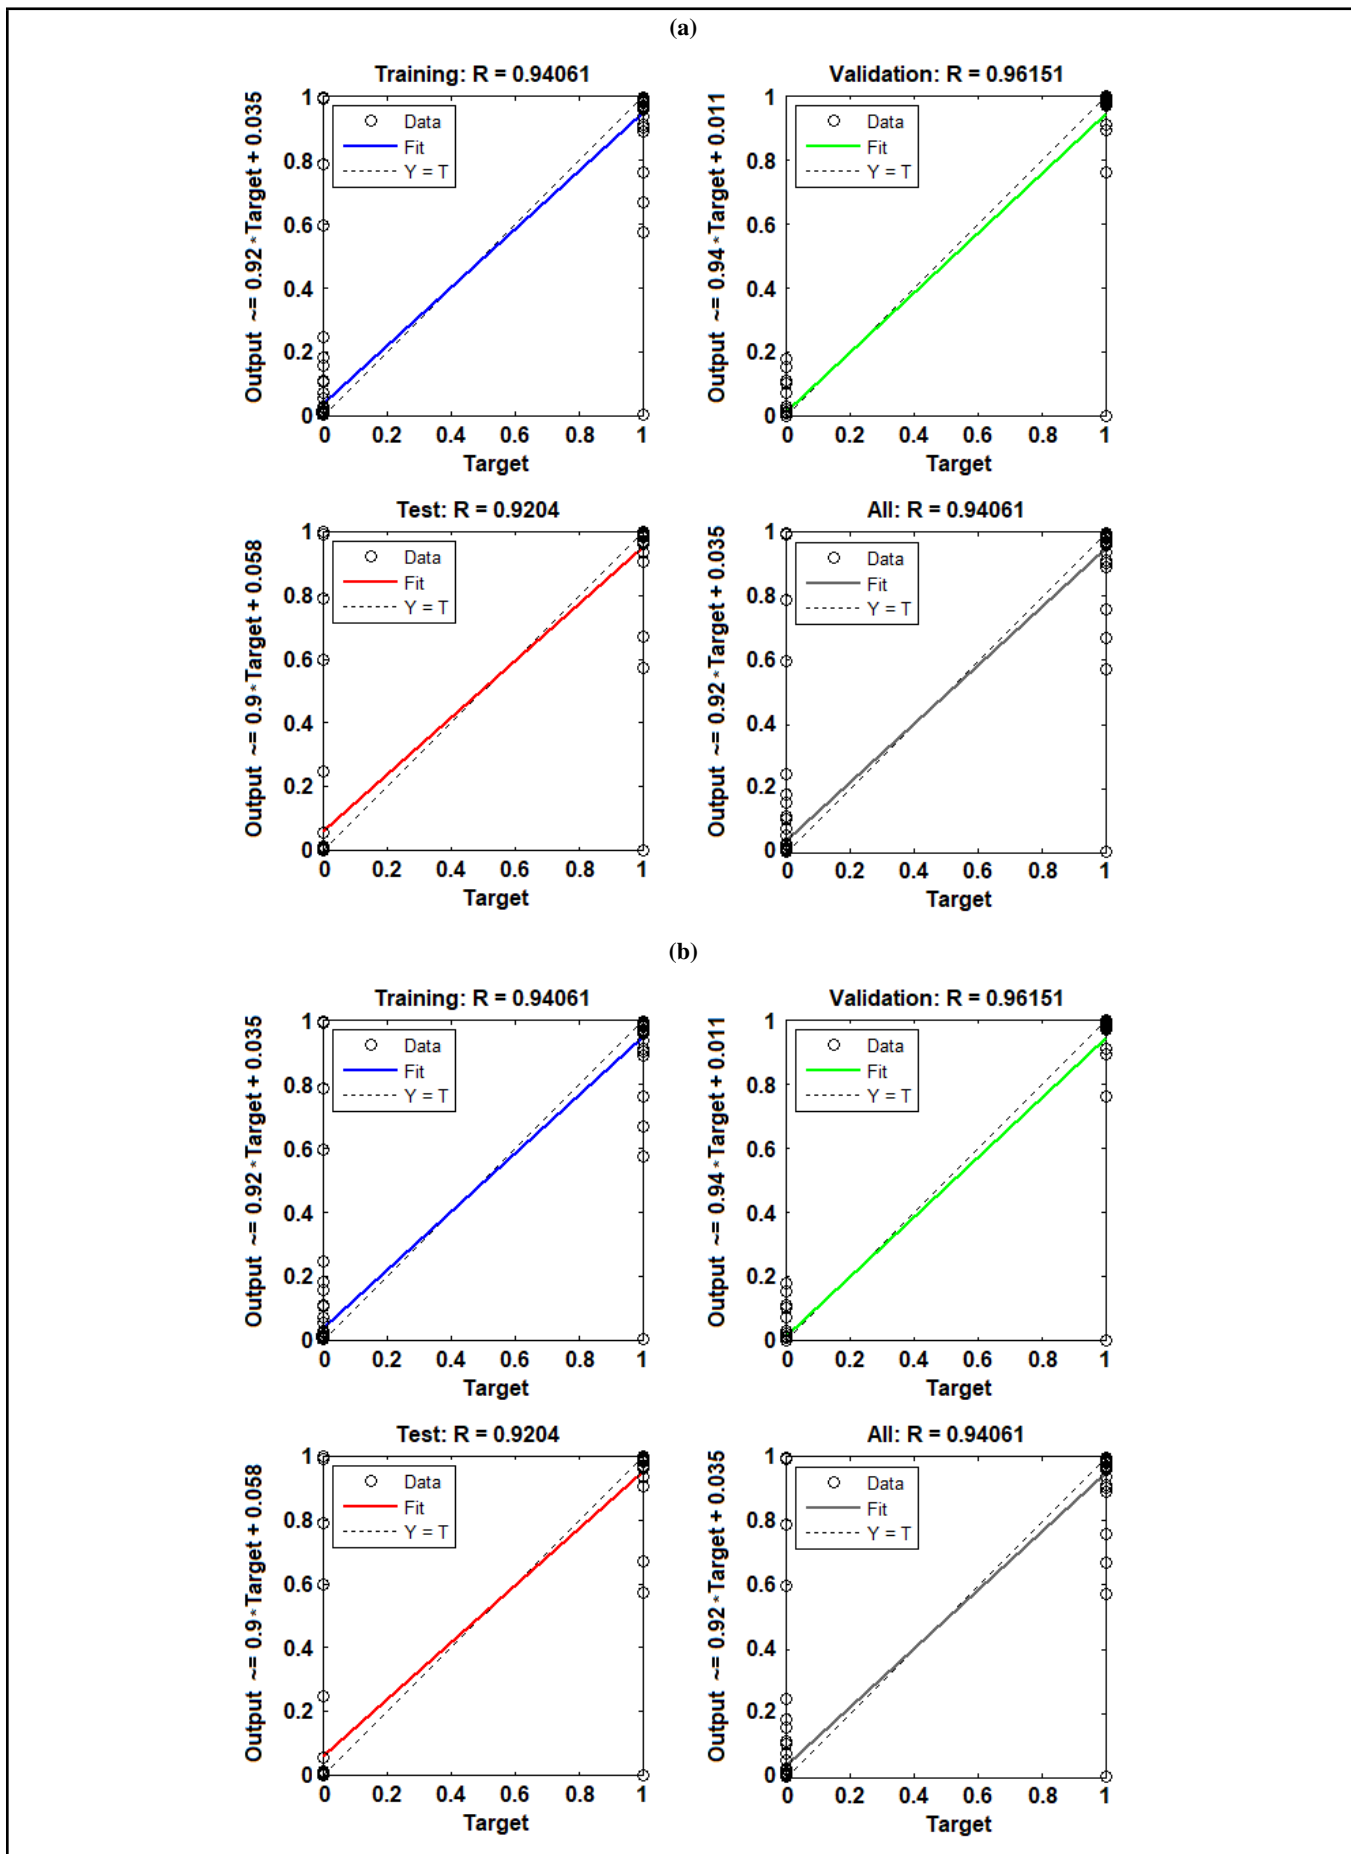 (a)
Training: R = 0.94061
Output ~= 0.92*Target + 0.035
1
0.8
0.6
0.4
0.2
0
Data
Fit
Y = T
0 0.2 0.4 0.6 0.8 1
Target
Validation: R = 0.96151
Output ~= 0.94*Target + 0.011
1
0.8
0.6
0.4
0.2
0
Data
Fit
Y = T
0 0.2 0.4 0.6 0.8 1
Target
Test: R = 0.9204
Output ~= 0.9*Target + 0.058
1
0.8
0.6
0.4
0.2
0
Data
Fit
Y = T
0 0.2 0.4 0.6 0.8 1
Target
All: R = 0.94061
Output ~= 0.92*Target + 0.035
1
0.8
0.6
0.4
0.2
0
Data
Fit
Y = T
0 0.2 0.4 0.6 0.8 1
Target
(b)
Training: R = 0.94061
Output ~= 0.92*Target + 0.035
1
0.8
0.6
0.4
0.2
0
Data
Fit
Y = T
0 0.2 0.4 0.6 0.8 1
Target
Validation: R = 0.96151
Output ~= 0.94*Target + 0.011
1
0.8
0.6
0.4
0.2
0
Data
Fit
Y = T
0 0.2 0.4 0.6 0.8 1
Target
Test: R = 0.9204
Output ~= 0.9*Target + 0.058
1
0.8
0.6
0.4
0.2
0
Data
Fit
Y = T
0 0.2 0.4 0.6 0.8 1
Target
All: R = 0.94061
Output ~= 0.92*Target + 0.035
1
0.8
0.6
0.4
0.2
0
Data
Fit
Y = T
0 0.2 0.4 0.6 0.8 1
Target